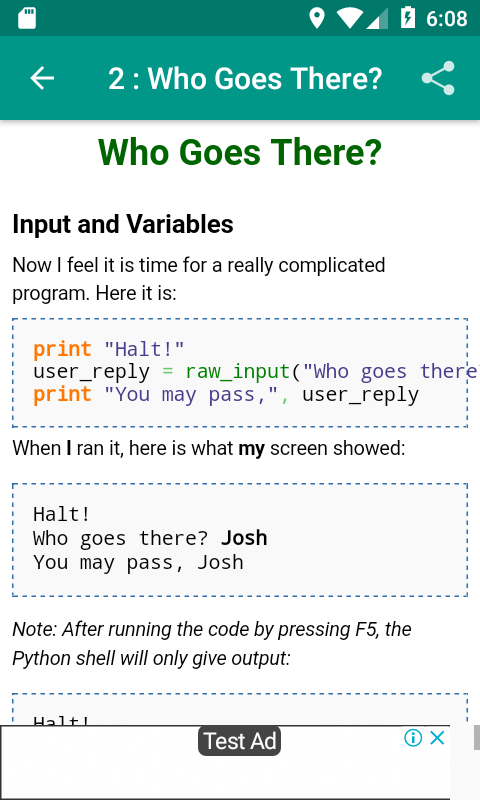 6:08
2 : Who Goes There?
Who Goes There?
Input and Variables
Now I feel it is time for a really complicated
program. Here it is:
print "Halt!"
user_reply = raw_input("Who goes there
print "You may pass,", user_reply
When I ran it, here is what my screen showed:
Halt!
Who goes there? Josh
You may pass, Josh
Note: After running the code by pressing F5, the
Python shell will only give output:
Halt!
Test Ad